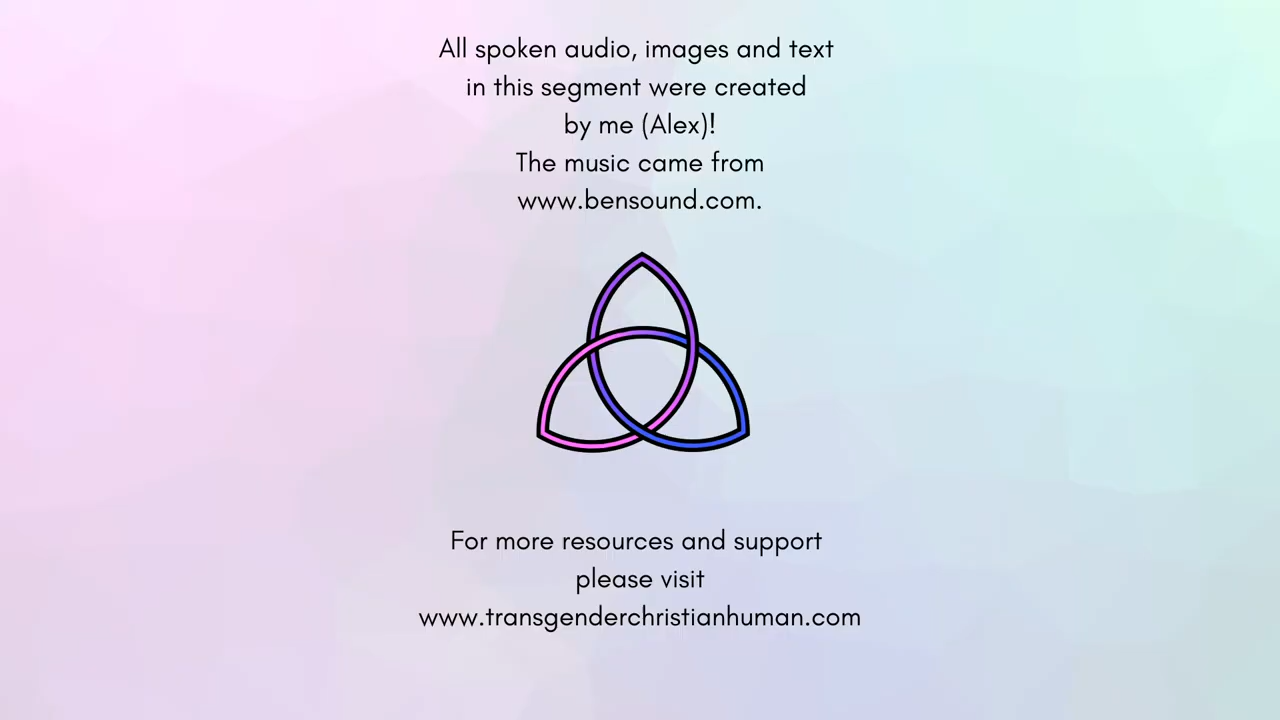 All spoken audio, images and text
in this segment were created
by me (Alex)!
The music came from
www.bensound.com.
For more resources and support
please visit
www.transgenderchristianhuman.com